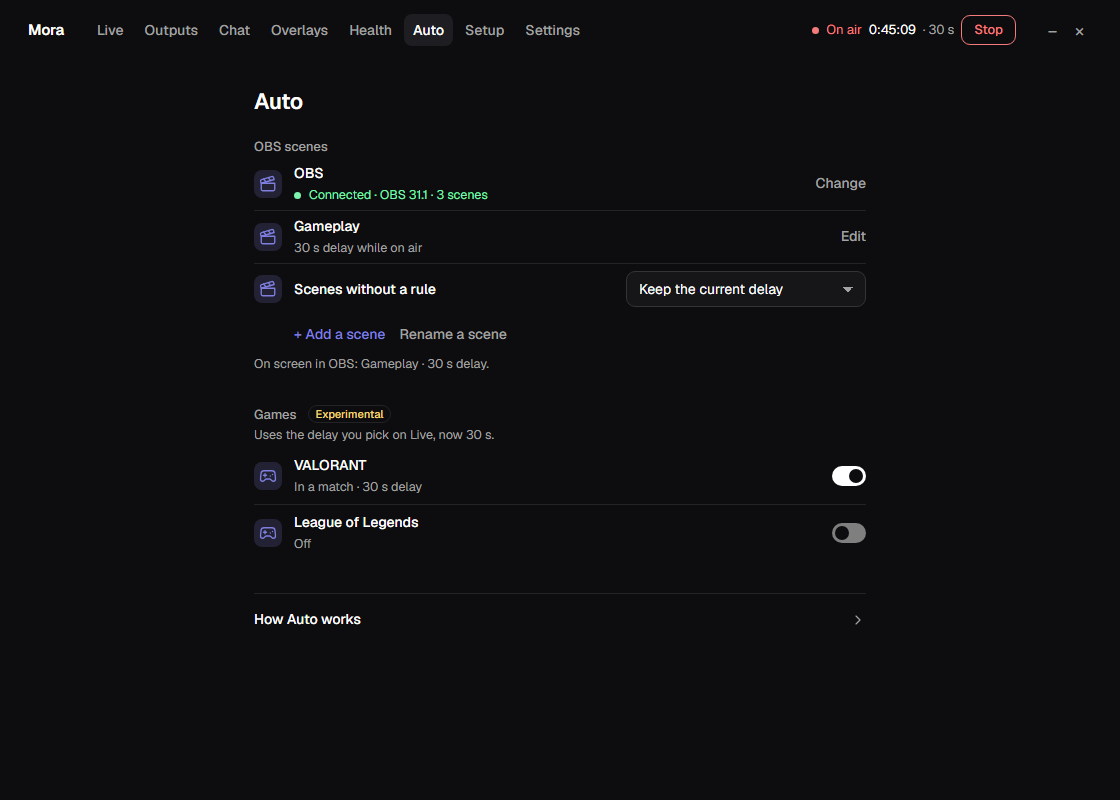 Mora Live Outputs Chat Overlays Health Auto Setup Settings On air 0:45:09 · 30 s Stop
Auto
OBS scenes
OBS
Connected · OBS 31.1 · 3 scenes
Change
Gameplay
30 s delay while on air
Edit
Scenes without a rule
Keep the current delay
+ Add a scene Rename a scene
On screen in OBS: Gameplay · 30 s delay.
Games Experimental
Uses the delay you pick on Live, now 30 s.
VALORANT
In a match · 30 s delay
League of Legends
Off
How Auto works